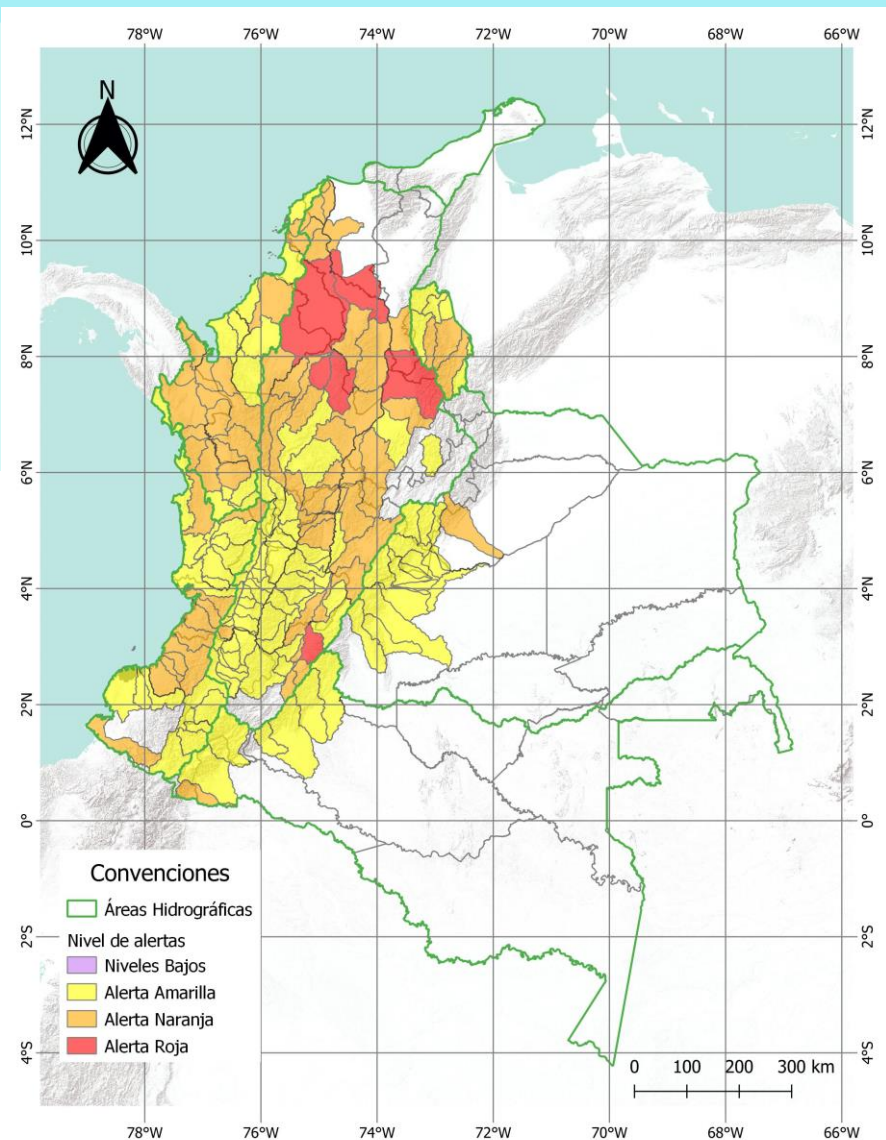 78°W 76°W 74°W 72°W 70°W 68°W 66°W
N
12°N 12°N
10°N 10°N
8°N 8°N
6°N 6°N
4°N 4°N
2°N 2°N
0° 0°
2°S 2°S
4°S 4°S
Convenciones
Áreas Hidrográficas
Nivel de alertas
Niveles Bajos
Alerta Amarilla
Alerta Naranja
Alerta Roja
0 100 200 300 km
78°W 76°W 74°W 72°W 70°W 68°W 66°W